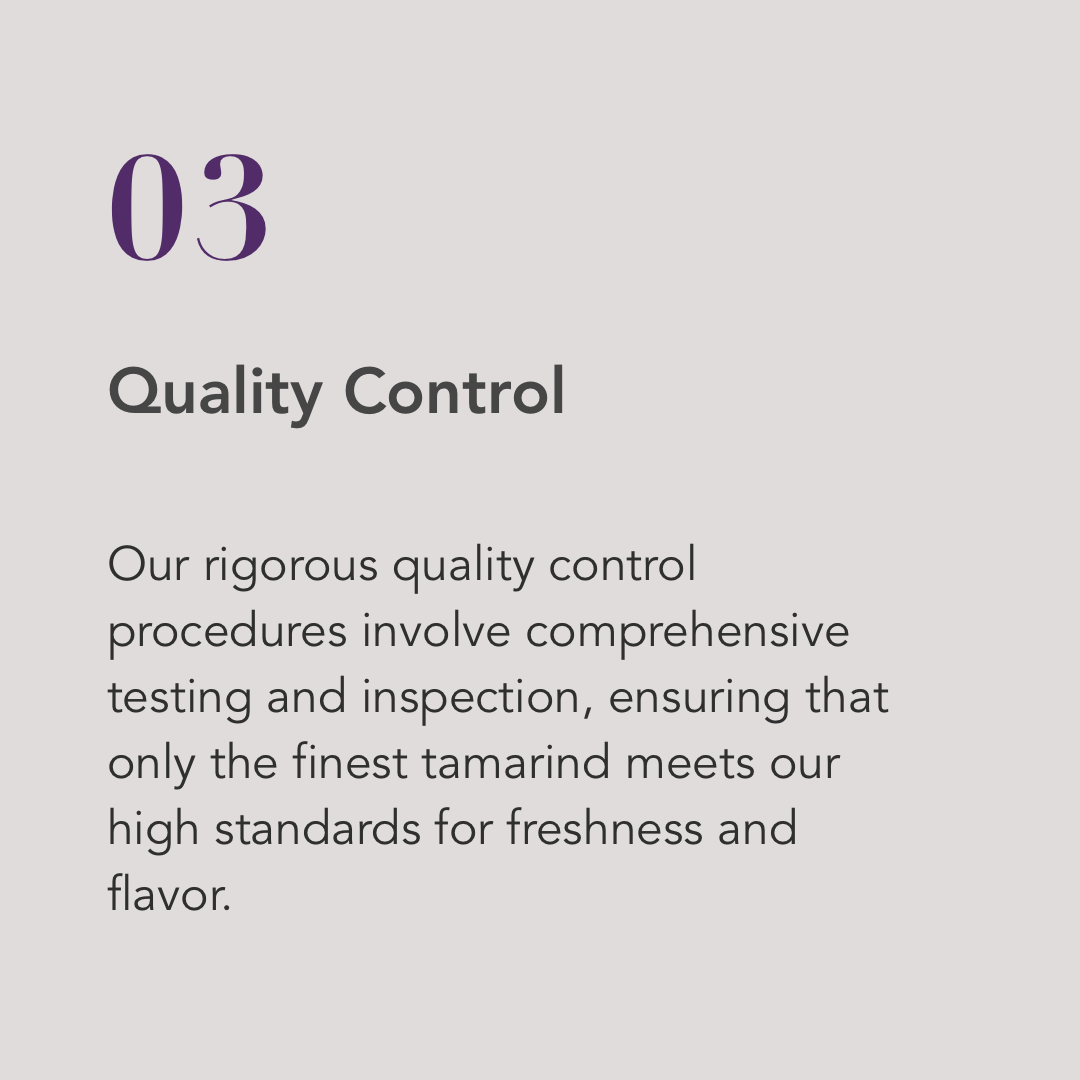 03
Quality Control
Our rigorous quality control
procedures involve comprehensive
testing and inspection, ensuring that
only the finest tamarind meets our
high standards for freshness and
flavor.